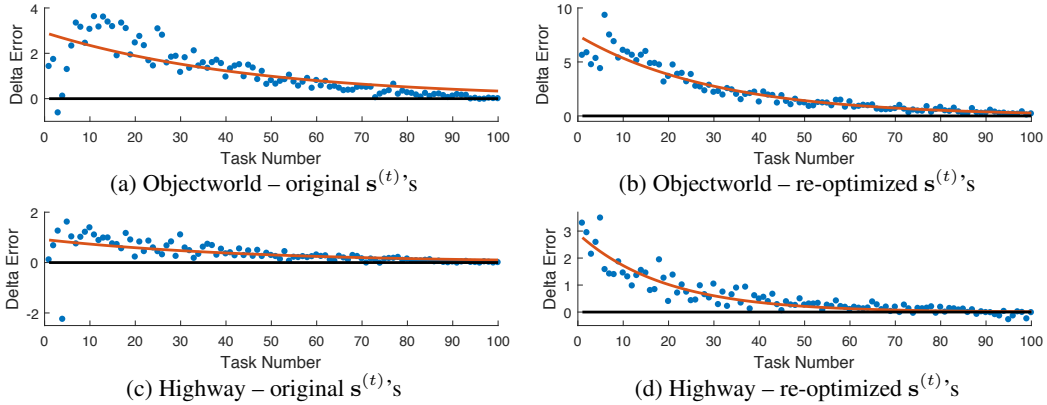 4
2
0
Delta Error
0 10 20 30 40 50 60 70 80 90 100
Task Number
(a) Objectworld – original s^(t)'s
10
5
0
Delta Error
0 10 20 30 40 50 60 70 80 90 100
Task Number
(b) Objectworld – re-optimized s^(t)'s
2
0
-2
Delta Error
0 10 20 30 40 50 60 70 80 90 100
Task Number
(c) Highway – original s^(t)'s
3
2
1
0
Delta Error
0 10 20 30 40 50 60 70 80 90 100
Task Number
(d) Highway – re-optimized s^(t)'s